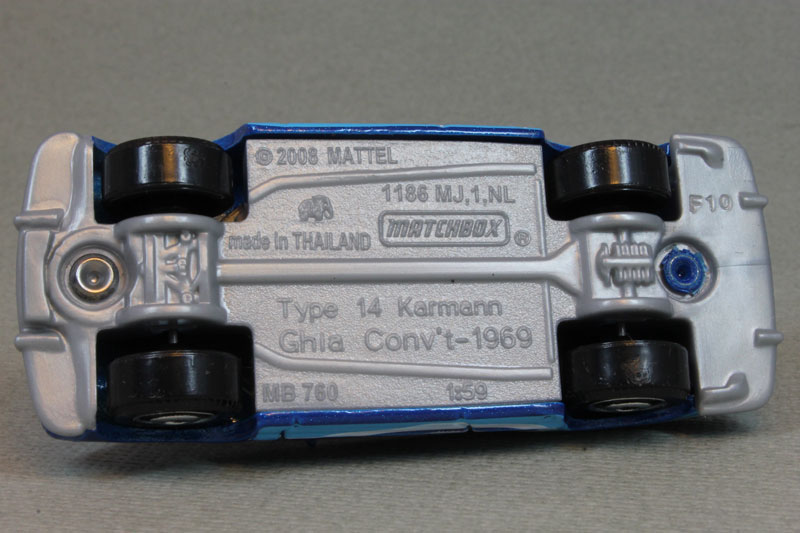 © 2008 MATTEL
1186 MJ,1,NL
F10
made in THAILAND
MATCHBOX ®
Type 14 Karmann
Ghia Conv't-1969
MB 760
1:59